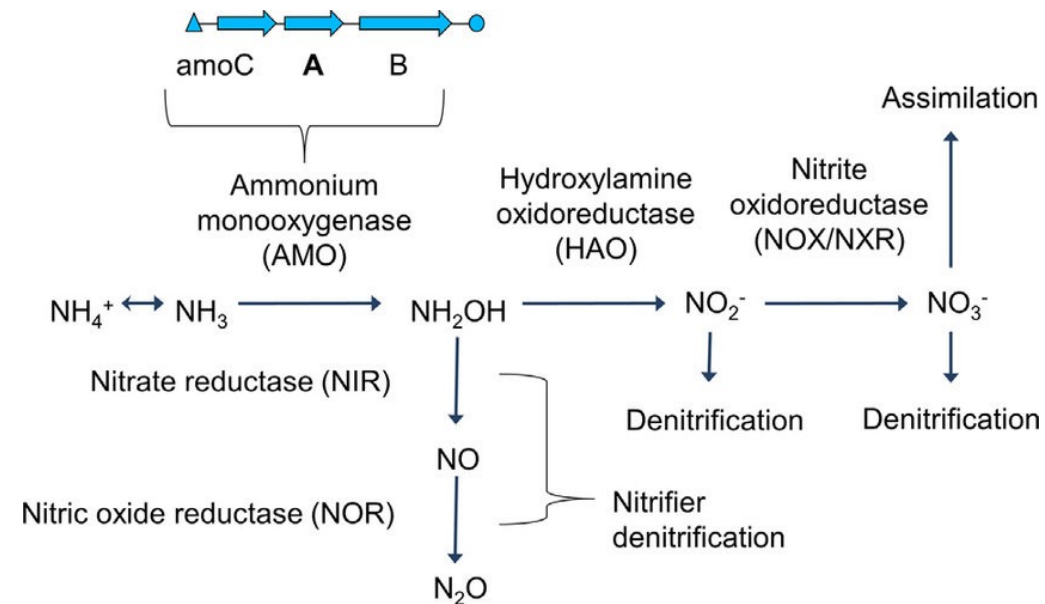 amoC A B
Assimilation
Ammonium
monooxygenase
(AMO)
Hydroxylamine
oxidoreductase
(HAO)
Nitrite
oxidoreductase
(NOX/NXR)
NH₄⁺ NH₃ NH₂OH NO₂⁻ NO₃⁻
Nitrate reductase (NIR)
Denitrification Denitrification
NO
Nitric oxide reductase (NOR)
Nitrifier
denitrification
N₂O